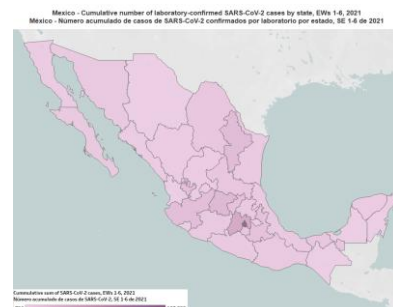 Mexico - Cumulative number of laboratory-confirmed SARS-CoV-2 cases by state, EWs 1-6, 2021
México - Número acumulado de casos de SARS-CoV-2 confirmados por laboratorio por estado, SE 1-6 de 2021
Cummulative sum of SARS-CoV-2 cases, EWs 1-6, 2021
Número acumulado de casos de SARS-CoV-2, SE 1-6 de 2021